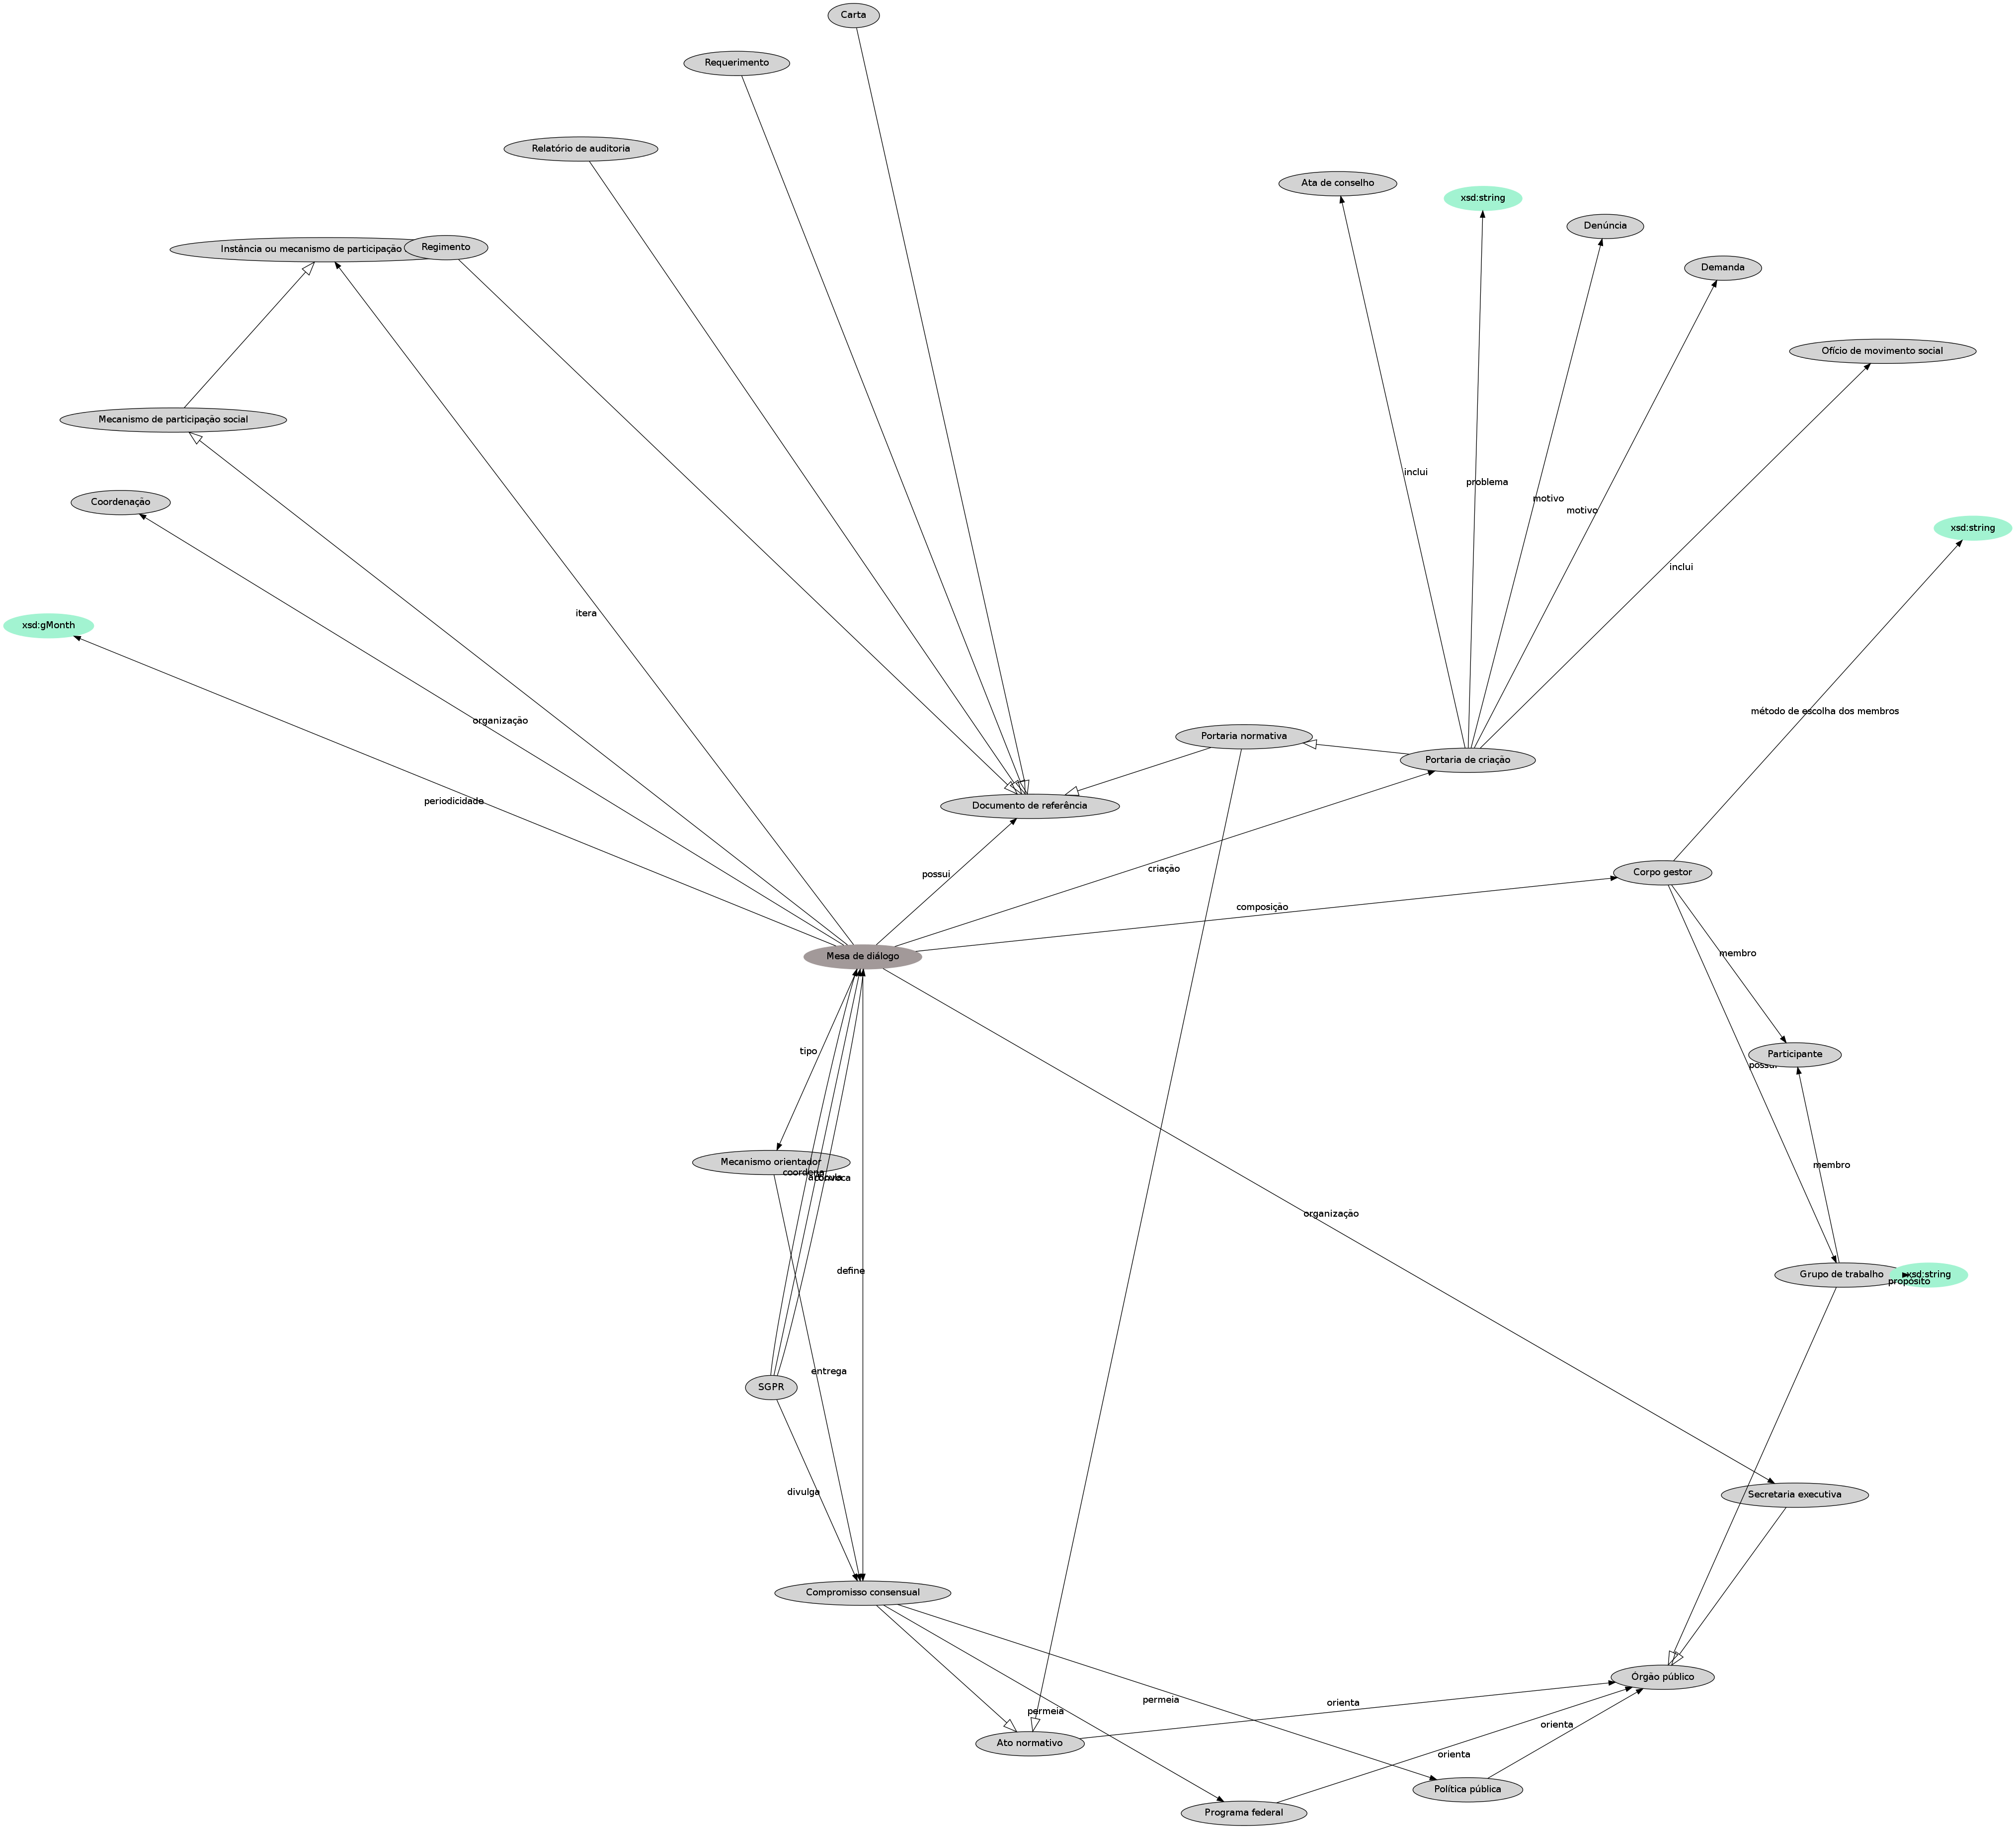 Carta
Requerimento
Relatório de auditoria
Ata de conselho
xsd:string
Denúncia
Instância ou mecanismo de participação
Regimento
Demanda
Ofício de movimento social
Mecanismo de participação social
inclui
problema
motivo
motivo
Coordenação
xsd:string
inclui
itera
xsd:gMonth
organização
método de escolha dos membros
Portaria normativa
Portaria de criação
periodicidade
Documento de referência
possui
criação
Corpo gestor
composição
Mesa de diálogo
membro
tipo
Participante
possui
Mecanismo orientador
coordena
convoca
membro
organização
define
Grupo de trabalho
xsd:string
propósito
entrega
SGPR
divulga
Secretaria executiva
Compromisso consensual
Órgão público
permeia
orienta
permeia
orienta
Ato normativo
orienta
Política pública
Programa federal